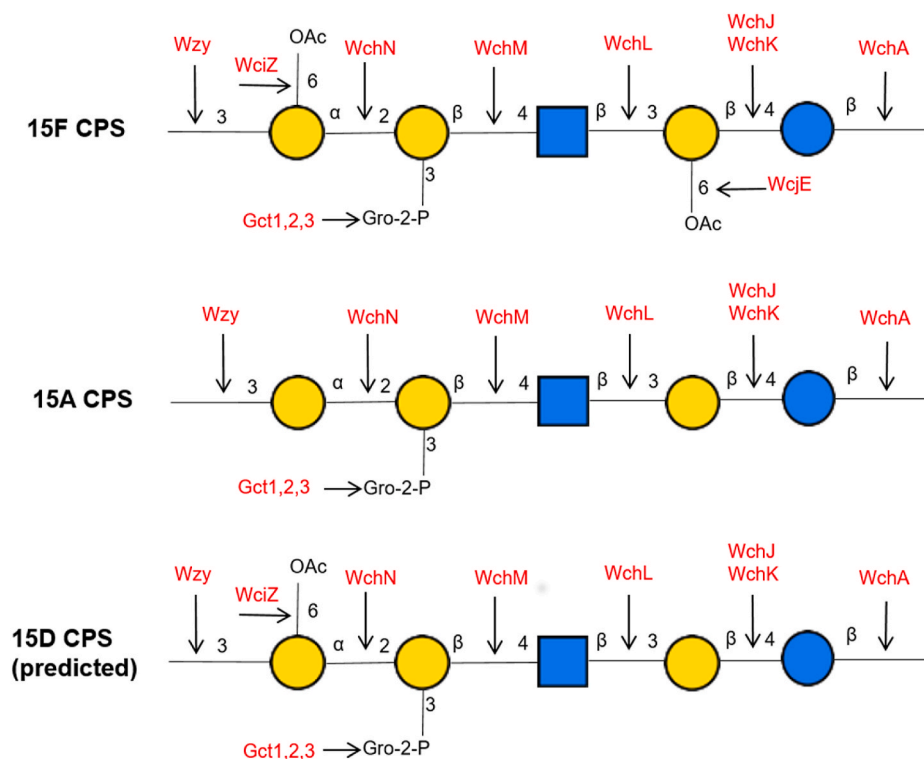 OAc
WchJ
Wzy WciZ WchN WchM WchL WchK WchA
6
15F CPS
3 α 2 β 4 β 3 β 4 β
3
6 WcjE
Gct1,2,3 Gro-2-P
OAc
WchJ
Wzy WchN WchM WchL WchK WchA
15A CPS
3 α 2 β 4 β 3 β 4 β
3
Gct1,2,3 Gro-2-P
OAc
WchJ
Wzy WciZ WchN WchM WchL WchK WchA
6
15D CPS
(predicted)
3 α 2 β 4 β 3 β 4 β
3
Gct1,2,3 Gro-2-P